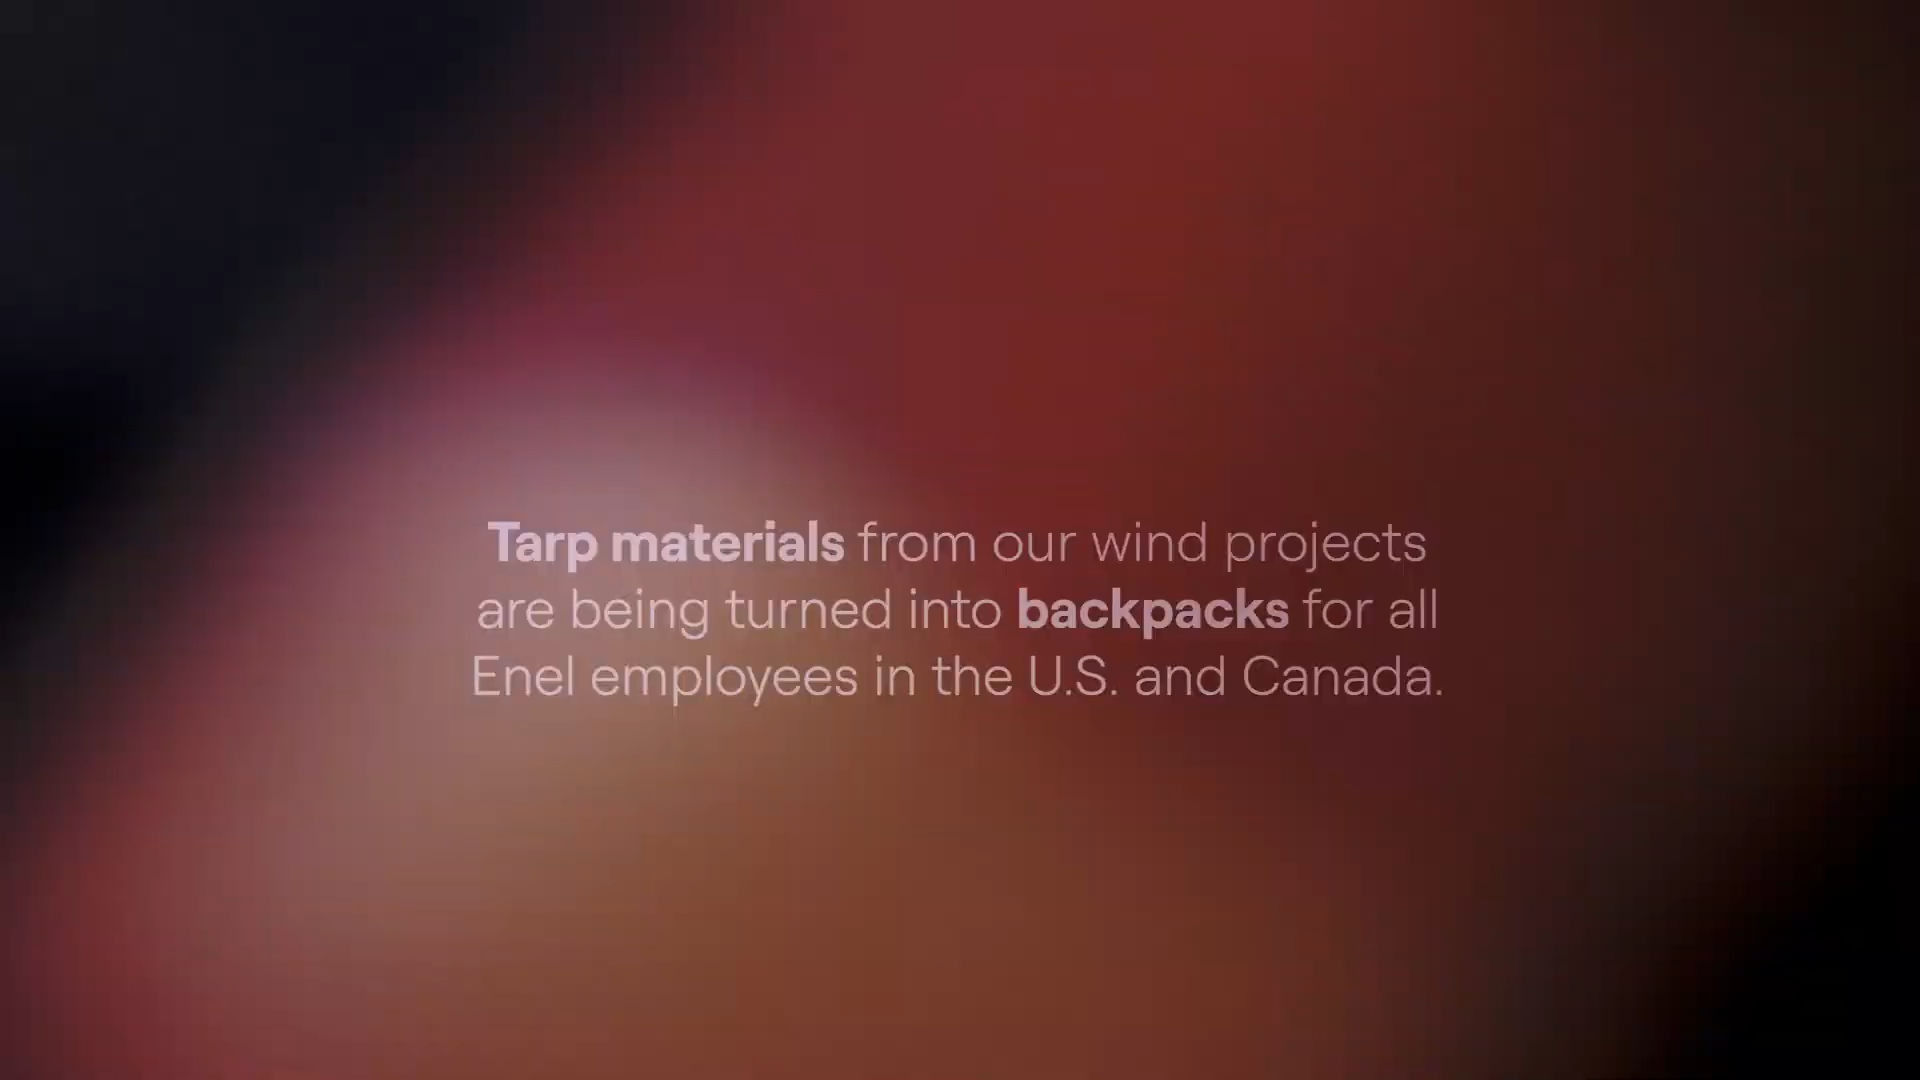 Tarp materials from our wind projects
are being turned into backpacks for all
Enel employees in the U.S. and Canada.